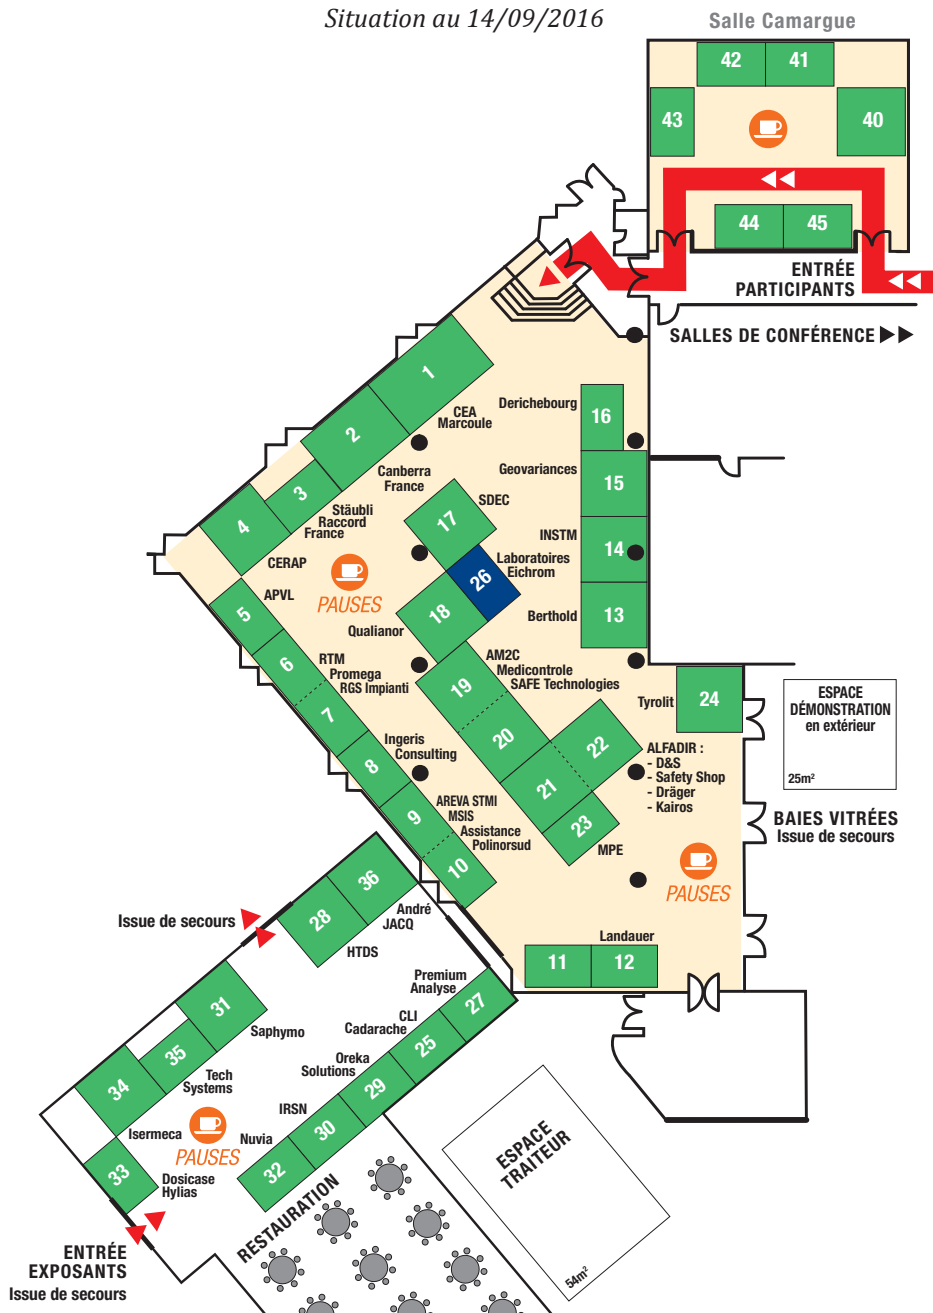 Situation au 14/09/2016
Salle Camargue
42
41
43
40
44
45
ENTRÉE
PARTICIPANTS
SALLES DE CONFÉRENCE
1
CEA
Marcoule
2
Canberra
France
3
Stäubli
Raccord
France
4
CERAP
Derichebourg
16
Geovariances
15
INSTM
14
Berthold
13
SDEC
17
Laboratoires
Eichrom
26
18
Qualianor
PAUSES
APVL
5
6
RTM
Promega
RGS Impianti
7
Ingeris
Consulting
8
AREVA STMI
MSIS
9
Assistance
Polinorsud
10
AM2C
Medicontrole
SAFE Technologies
19
20
21
22
23
MPE
Tyrolit
24
ALFADIR :
- D&S
- Safety Shop
- Dräger
- Kairos
ESPACE
DÉMONSTRATION
en extérieur
25m²
BAIES VITRÉES
Issue de secours
PAUSES
Landauer
11
12
Issue de secours
36
André
JACQ
28
HTDS
31
Saphymo
35
Tech
Systems
34
Isermeca
PAUSES
33
Dosicase
Hylias
Premium
Analyse
27
CLI
Cadarache
25
Oreka
Solutions
29
IRSN
30
Nuvia
32
RESTAURATION
ESPACE
TRAITEUR
54m²
ENTRÉE
EXPOSANTS
Issue de secours